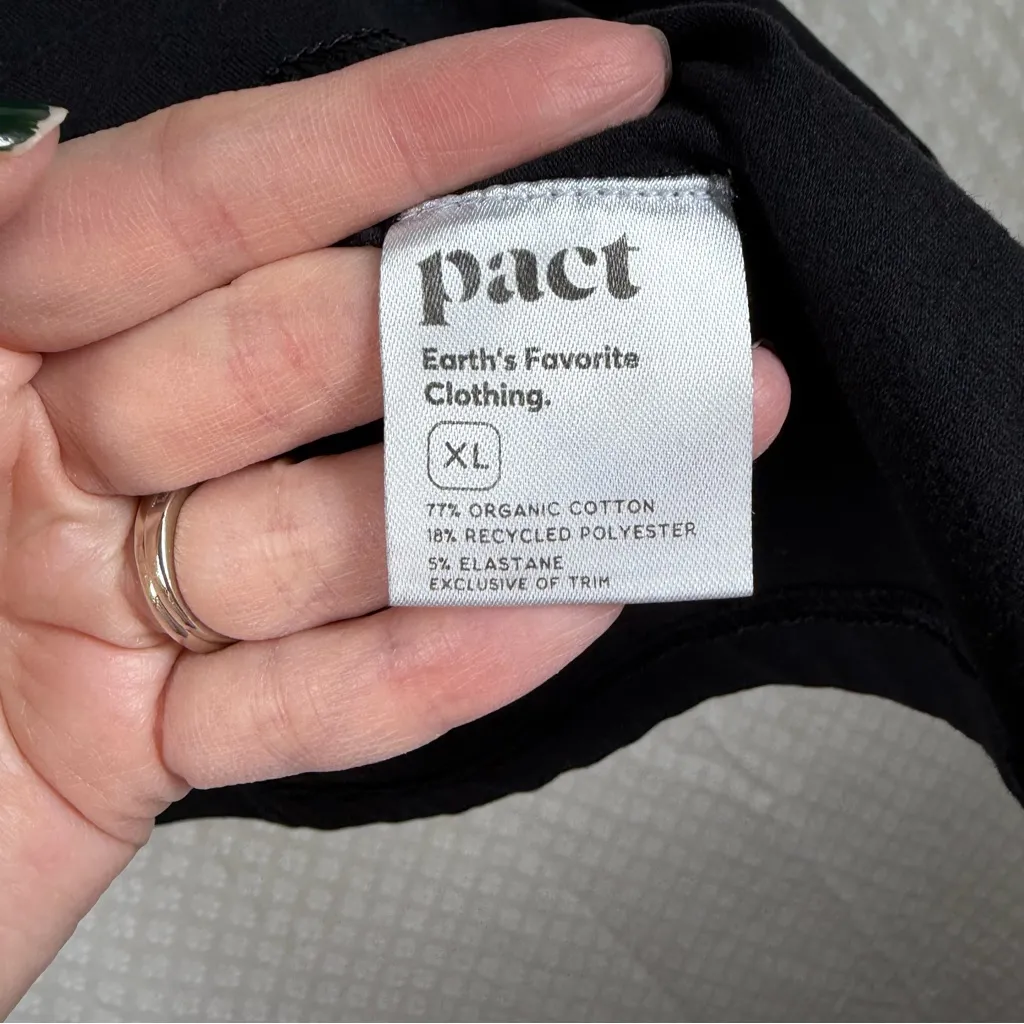 pact
Earth's Favorite
Clothing.
XL
77% ORGANIC COTTON
18% RECYCLED POLYESTER
5% ELASTANE
EXCLUSIVE OF TRIM